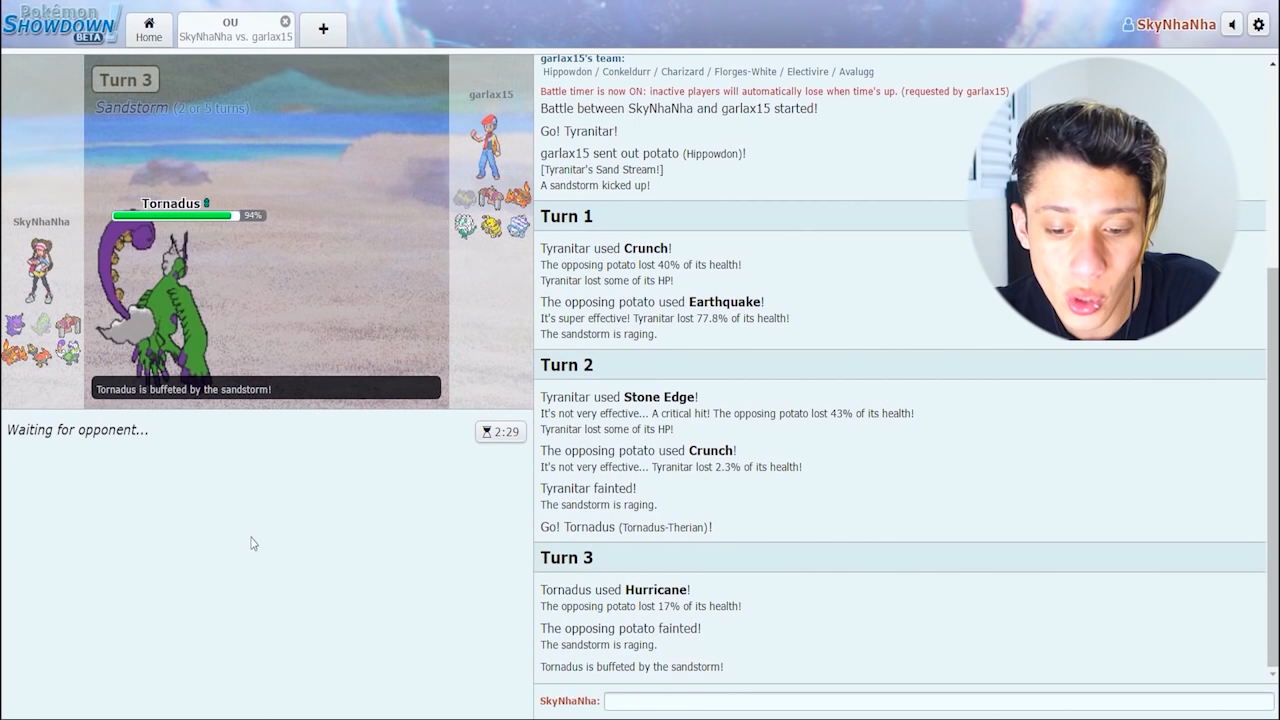 Pokémon
SHOWDOWN
BETA
Home
OU
SkyNhaNha vs. garlax15
SkyNhaNha
Turn 3
Sandstorm (2 or 5 turns)
garlax15
Tornadus
94%
SkyNhaNha
Tornadus is buffeted by the sandstorm!
Waiting for opponent...
2:29
garlax15's team:
Hippowdon / Conkeldurr / Charizard / Florges-White / Electivire / Avalugg
Battle timer is now ON: inactive players will automatically lose when time's up. (requested by garlax15)
Battle between SkyNhaNha and garlax15 started!
Go! Tyranitar!
garlax15 sent out potato (Hippowdon)!
[Tyranitar's Sand Stream!]
A sandstorm kicked up!
Turn 1
Tyranitar used Crunch!
The opposing potato lost 40% of its health!
Tyranitar lost some of its HP!
The opposing potato used Earthquake!
It's super effective! Tyranitar lost 77.8% of its health!
The sandstorm is raging.
Turn 2
Tyranitar used Stone Edge!
It's not very effective... A critical hit! The opposing potato lost 43% of its health!
Tyranitar lost some of its HP!
The opposing potato used Crunch!
It's not very effective... Tyranitar lost 2.3% of its health!
Tyranitar fainted!
The sandstorm is raging.
Go! Tornadus (Tornadus-Therian)!
Turn 3
Tornadus used Hurricane!
The opposing potato lost 17% of its health!
The opposing potato fainted!
The sandstorm is raging.
Tornadus is buffeted by the sandstorm!
SkyNhaNha: